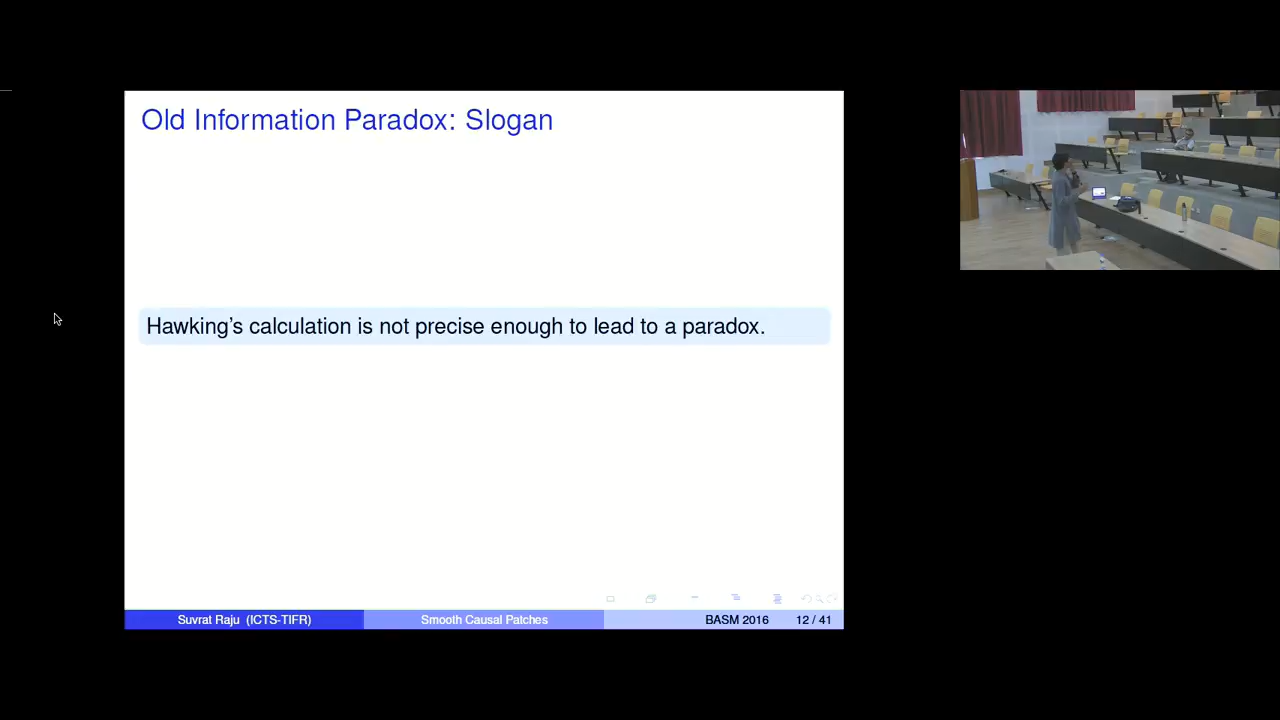 Old Information Paradox: Slogan
Hawking's calculation is not precise enough to lead to a paradox.
Suvrat Raju (ICTS-TIFR) Smooth Causal Patches BASM 2016 12 / 41